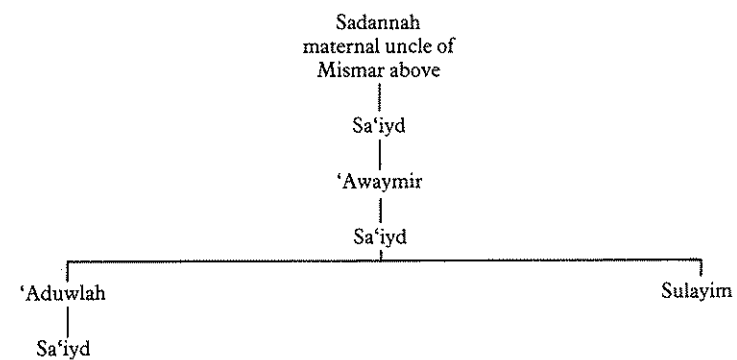 Sadannah
maternal uncle of
Mismar above
Sa‘iyd
‘Awaymir
Sa‘iyd
‘Aduwlah
Sulayim
Sa‘iyd